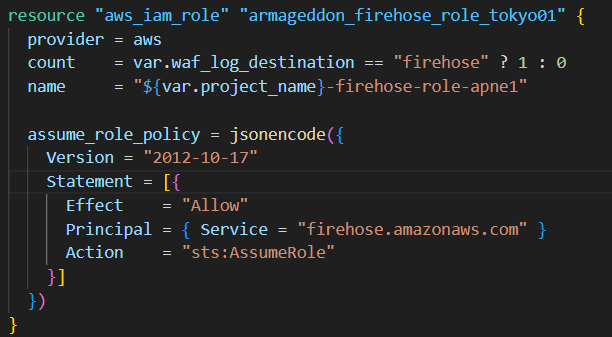 resource "aws_iam_role" "armageddon_firehose_role_tokyo01" {
  provider = aws
  count    = var.waf_log_destination == "firehose" ? 1 : 0
  name     = "${var.project_name}-firehose-role-apne1"

  assume_role_policy = jsonencode({
    Version = "2012-10-17"
    Statement = [{
      Effect    = "Allow"
      Principal = { Service = "firehose.amazonaws.com" }
      Action    = "sts:AssumeRole"
    }]
  })
}